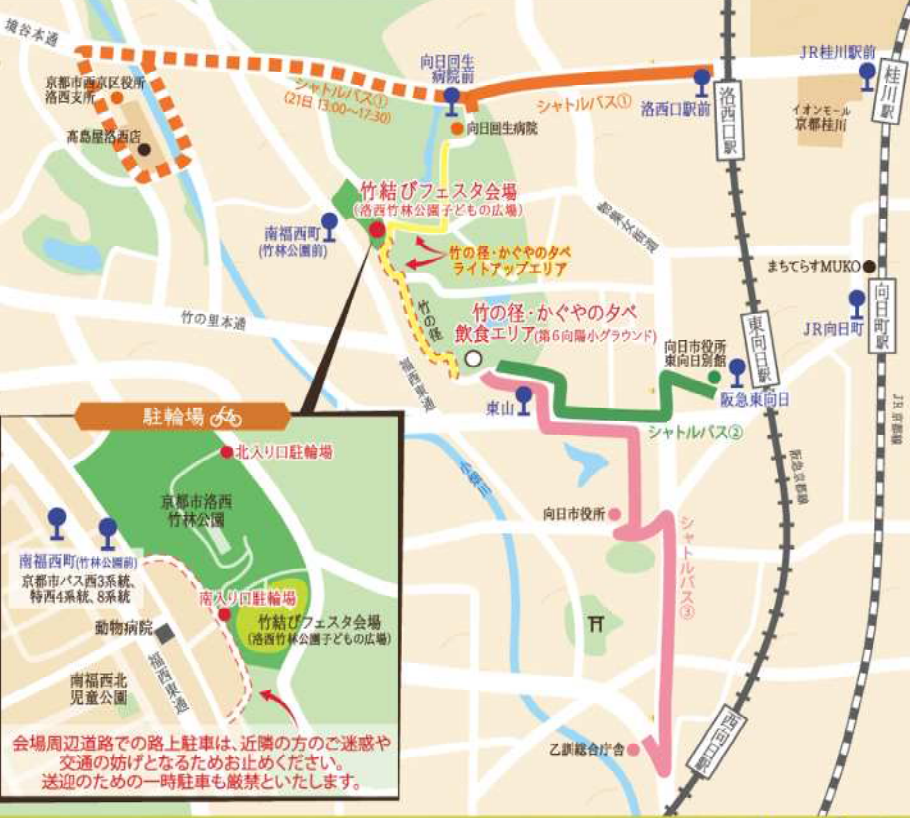 境谷本通
京都市西京区役所
洛西支所
高島屋洛西店
シャトルバス①
(21日 13:00～17:30)
向日回生
病院前
シャトルバス①
洛西口駅前
洛西口駅
JR桂川駅前
桂川駅
イオンモール
京都桂川
向日回生病院
竹結びフェスタ会場
(洛西竹林公園子どもの広場)
南福西町
(竹林公園前)
竹の径・かぐやの夕べ
ライトアップエリア
物集女街道
まちてらすMUKO
向日町駅
JR向日町
竹の里本通
竹の径
竹の径・かぐやの夕べ
飲食エリア(第6向陽小グラウンド)
向日市役所
東向日別館
東向日駅
阪急東向日
福西東通
東山
シャトルバス②
JR京都線
阪急京都線
小畑川
向日市役所
シャトルバス③
乙訓総合庁舎
西向日駅
駐輪場
北入り口駐輪場
京都市洛西
竹林公園
南福西町(竹林公園前)
京都市バス西3系統、
特西4系統、8系統
南入り口駐輪場
動物病院
竹結びフェスタ会場
(洛西竹林公園子どもの広場)
福西東通
南福西北
児童公園
会場周辺道路での路上駐車は、近隣の方のご迷惑や
交通の妨げとなるためお止めください。
送迎のための一時駐車も厳禁といたします。